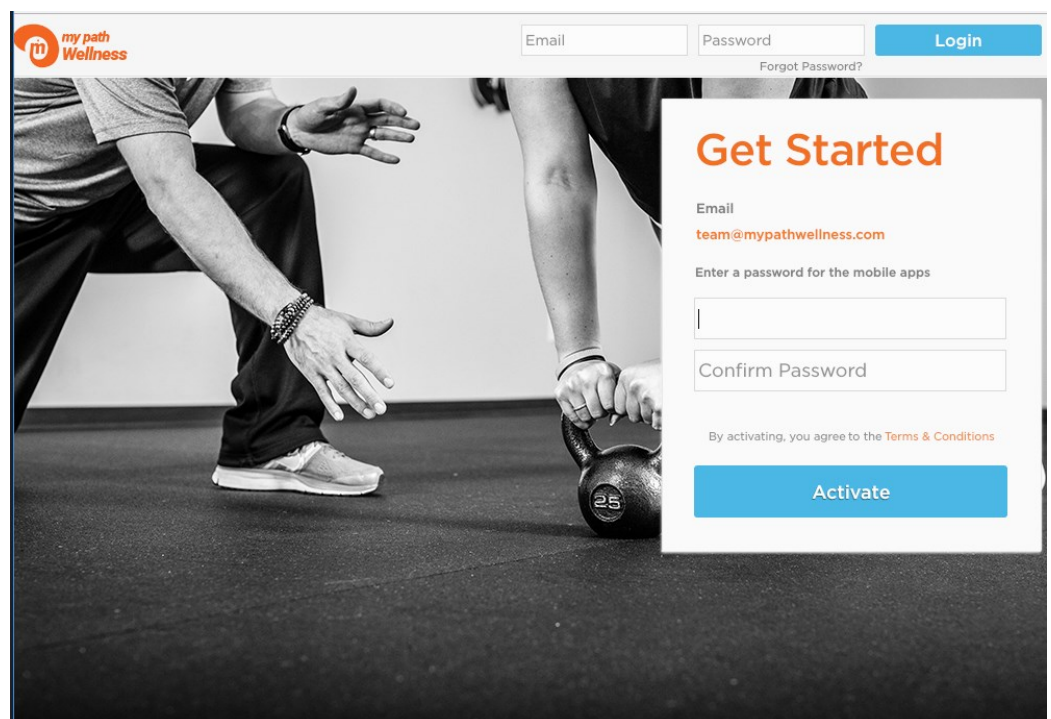 my path
Wellness
Email
Password
Login
Forgot Password?
Get Started
Email
team@mypathwellness.com
Enter a password for the mobile apps
Confirm Password
By activating, you agree to the Terms & Conditions
Activate
25